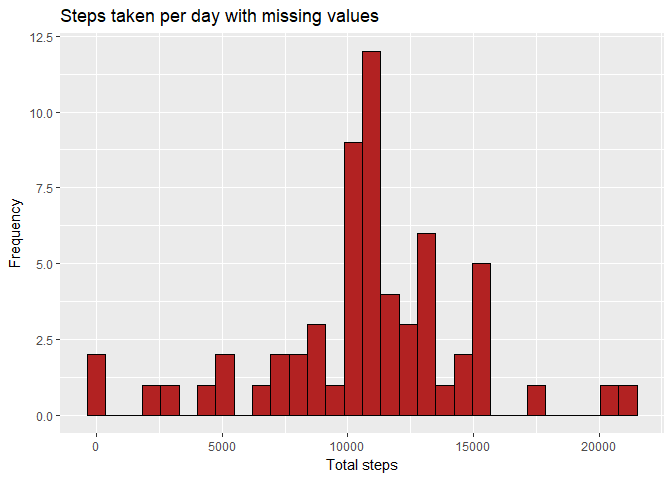 Steps taken per day with missing values
12.5
10.0
7.5
5.0
2.5
0.0
Frequency
0 5000 10000 15000 20000
Total steps